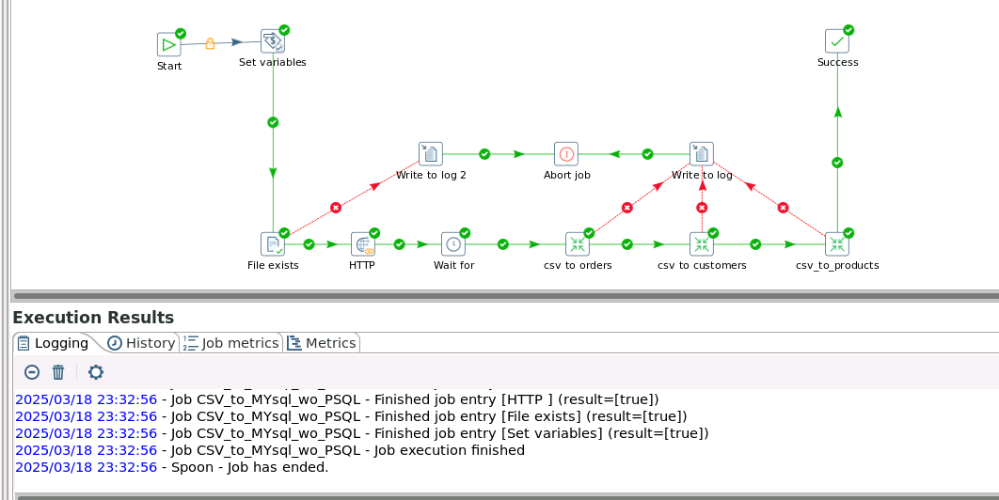 Start
Set variables
Success
Write to log 2
Abort job
Write to log
File exists
HTTP
Wait for
csv to orders
csv to customers
csv_to_products
Execution Results
Logging
History
Job metrics
Metrics
2025/03/18 23:32:56 - Job CSV_to_MYsql_wo_PSQL - Finished job entry [HTTP ] (result=[true])
2025/03/18 23:32:56 - Job CSV_to_MYsql_wo_PSQL - Finished job entry [File exists] (result=[true])
2025/03/18 23:32:56 - Job CSV_to_MYsql_wo_PSQL - Finished job entry [Set variables] (result=[true])
2025/03/18 23:32:56 - Job CSV_to_MYsql_wo_PSQL - Job execution finished
2025/03/18 23:32:56 - Spoon - Job has ended.